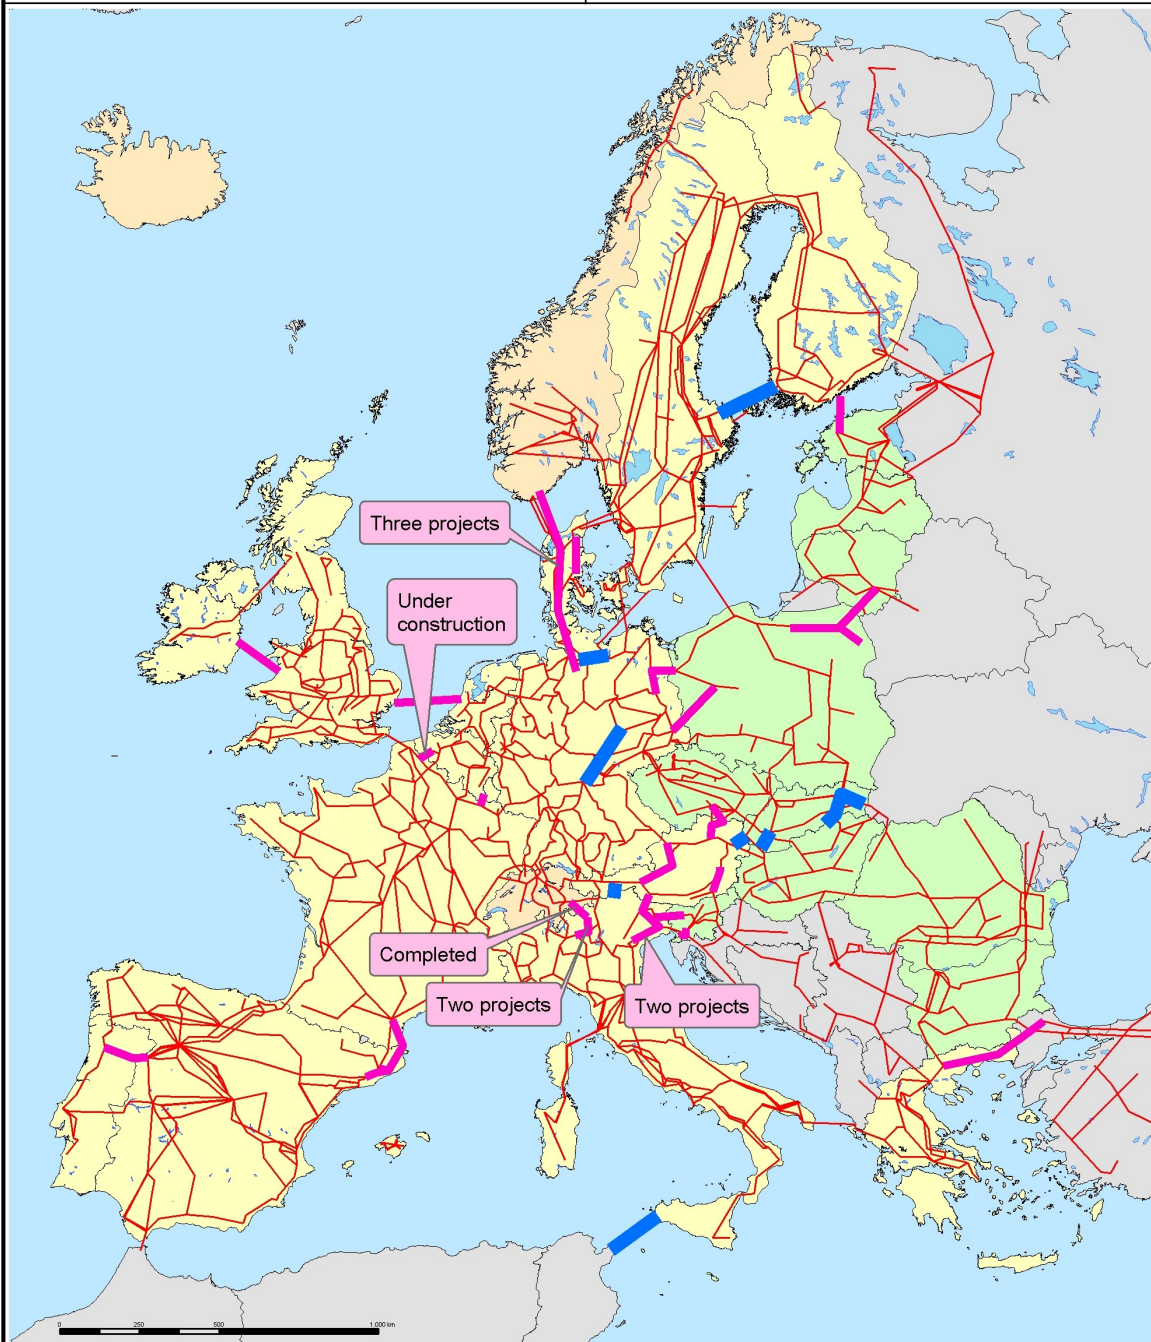 Three projects
Under
construction
Completed
Two projects
Two projects
0 250 500 1.000 km